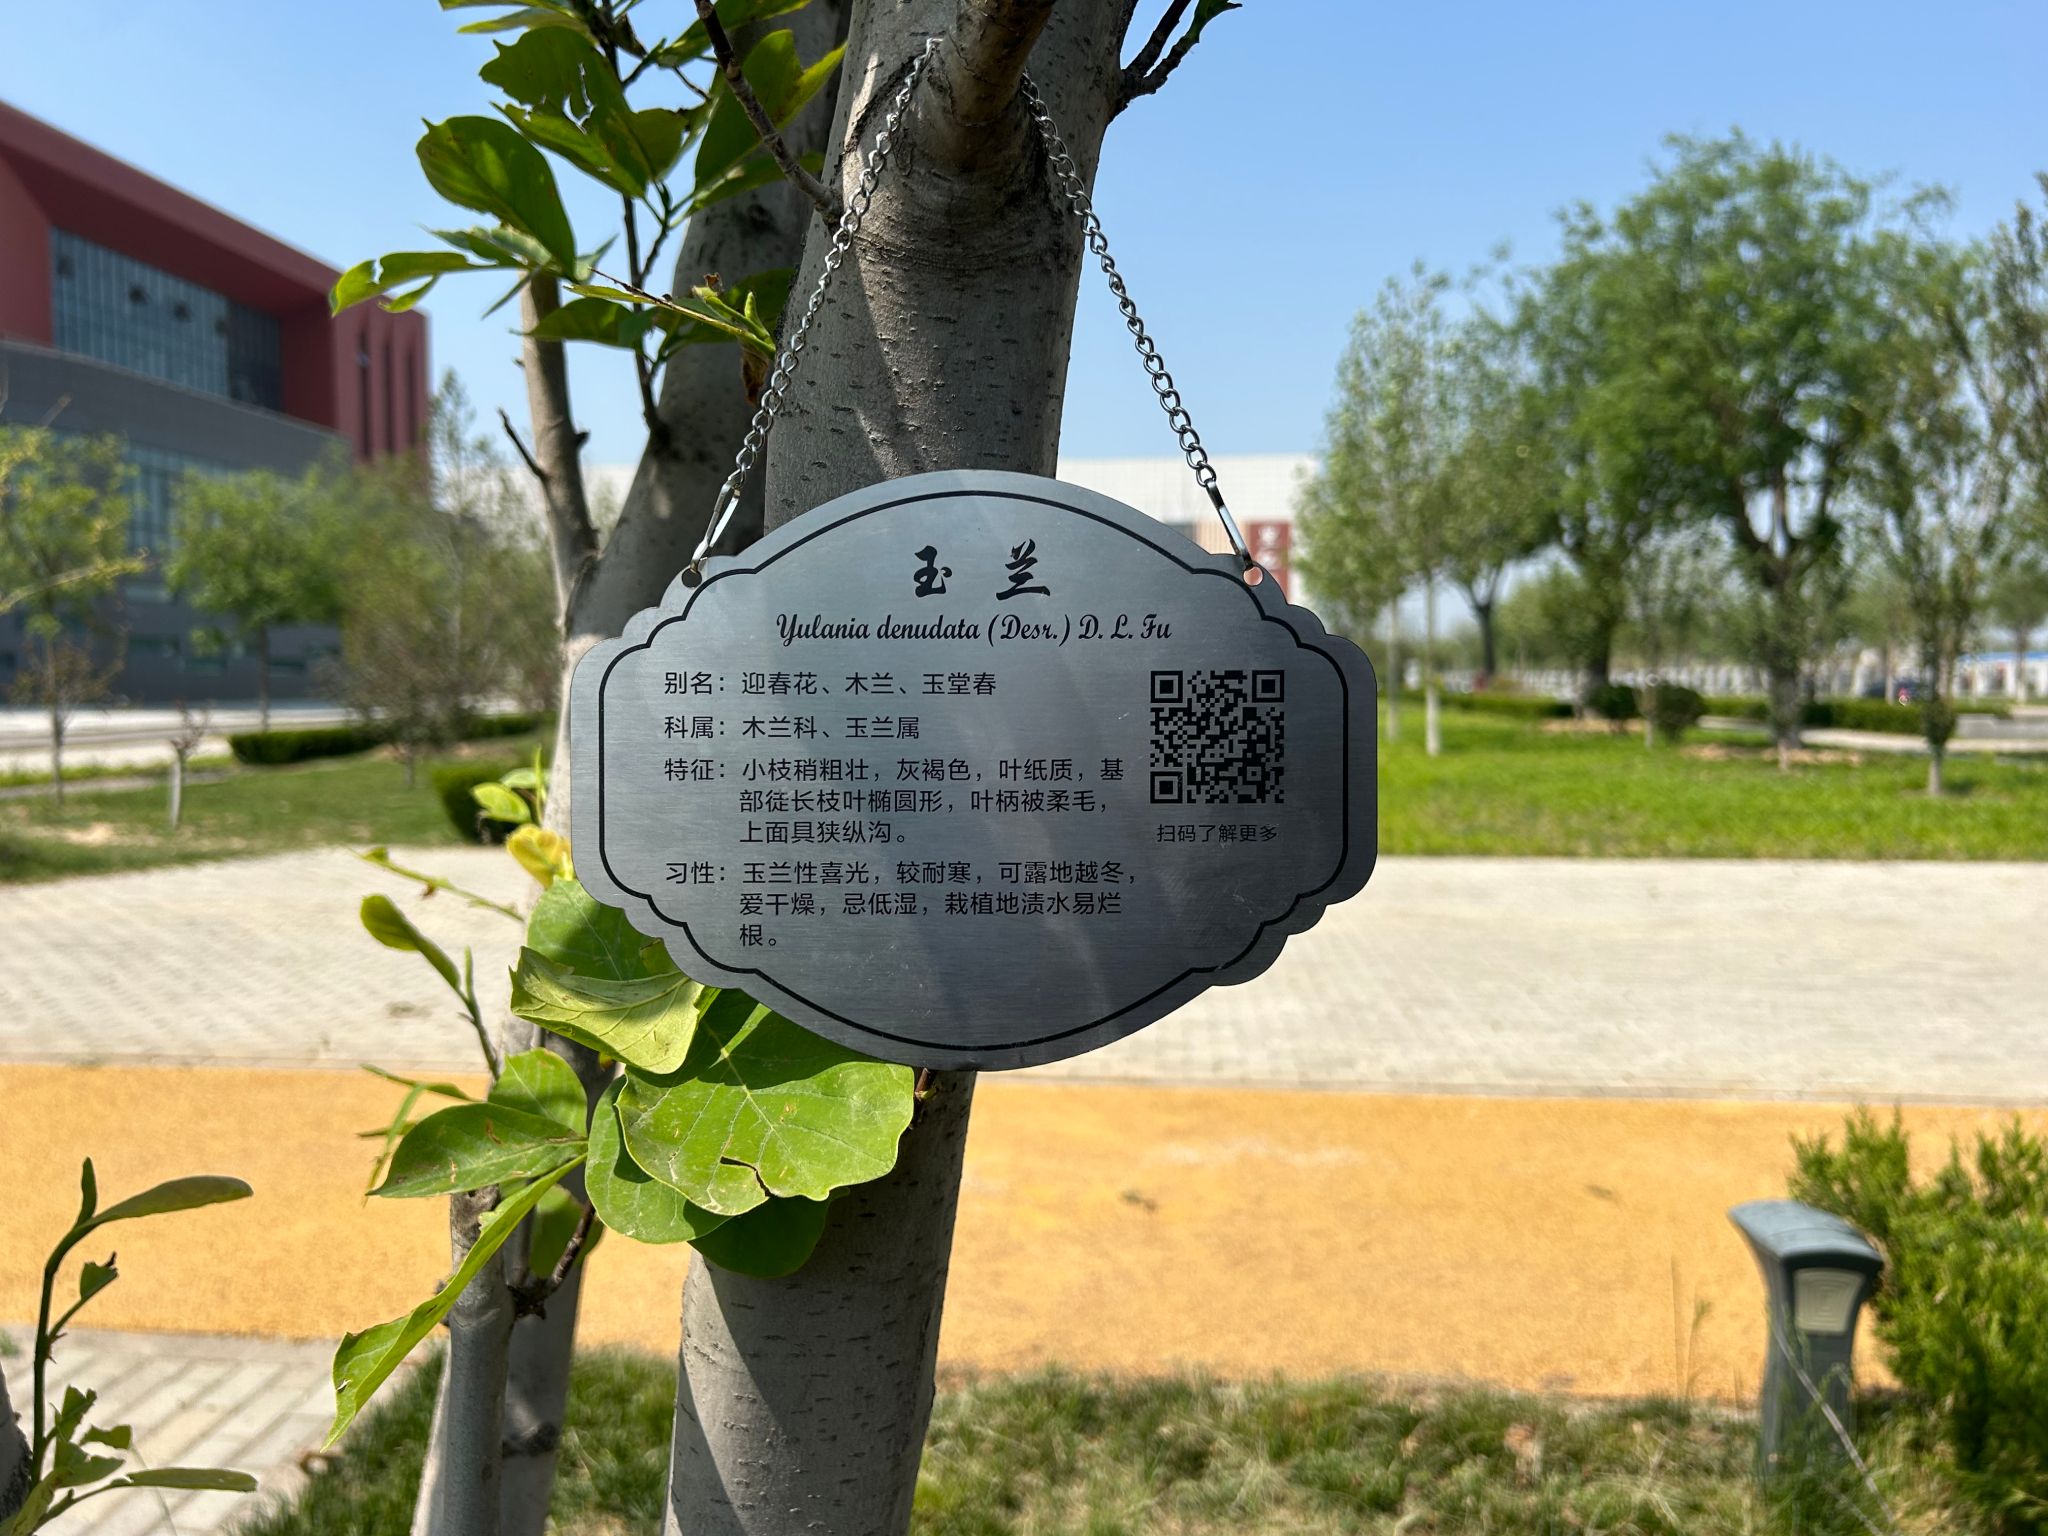 玉兰
Yulania denudata (Desr.) D. L. Fu
别名：迎春花、木兰、玉堂春
科属：木兰科、玉兰属
特征：小枝稍粗壮，灰褐色，叶纸质，基
部徒长枝叶椭圆形，叶柄被柔毛，
上面具狭纵沟。
习性：玉兰性喜光，较耐寒，可露地越冬，
爱干燥，忌低湿，栽植地渍水易烂
根。
扫码了解更多